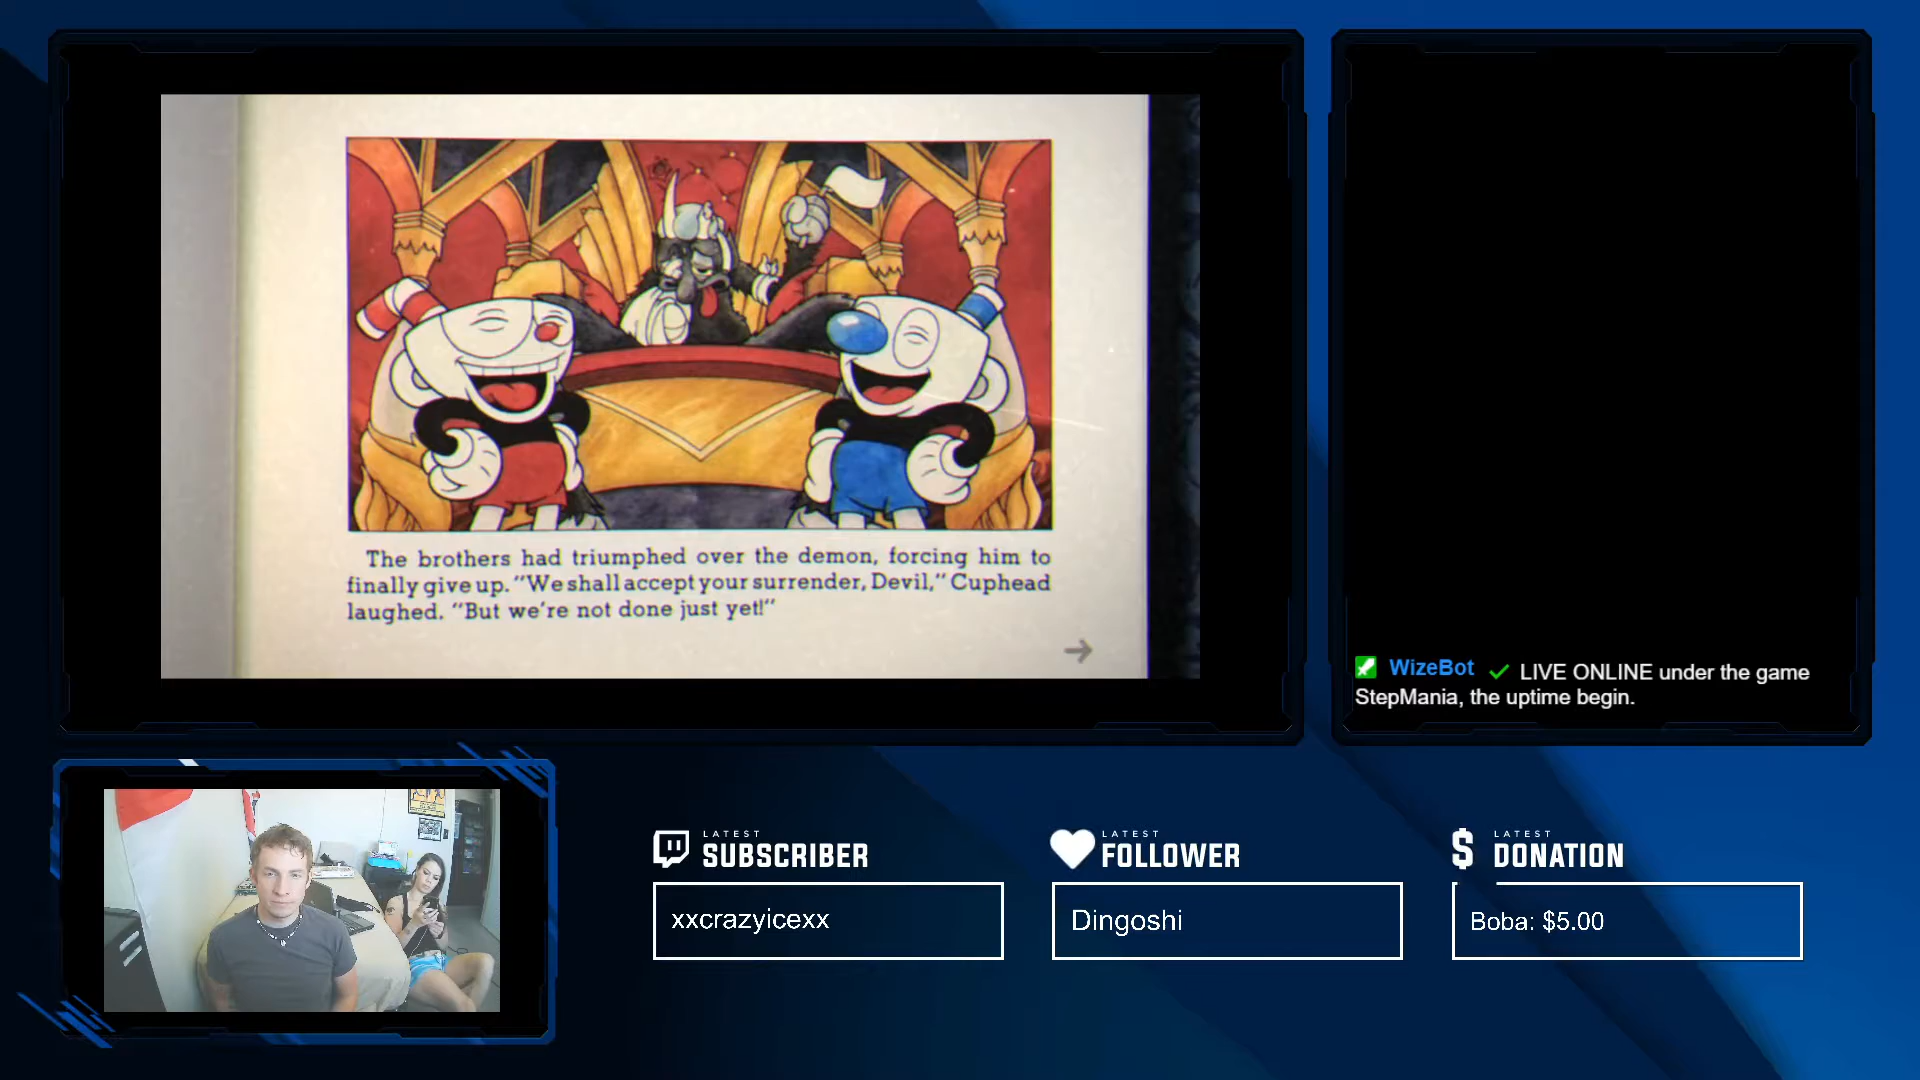 The brothers had triumphed over the demon, forcing him to
finally give up. "We shall accept your surrender, Devil," Cuphead
laughed. "But we're not done just yet!"
WizeBot LIVE ONLINE under the game
StepMania, the uptime begin.
LATEST
SUBSCRIBER
xxcrazyicexx
LATEST
FOLLOWER
Dingoshi
LATEST
DONATION
Boba: $5.00